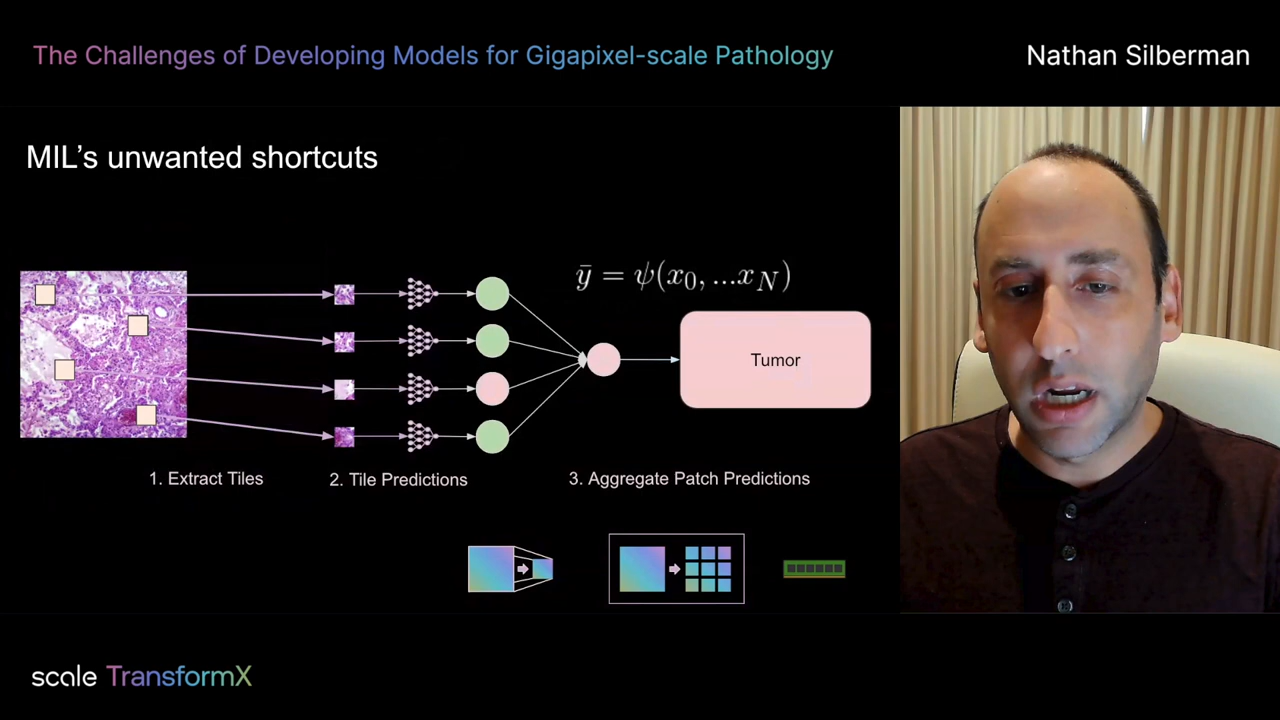 The Challenges of Developing Models for Gigapixel-scale Pathology
Nathan Silberman
MIL's unwanted shortcuts
ȳ = ψ(x₀, ...x_N)
Tumor
1. Extract Tiles
2. Tile Predictions
3. Aggregate Patch Predictions
scale TransformX